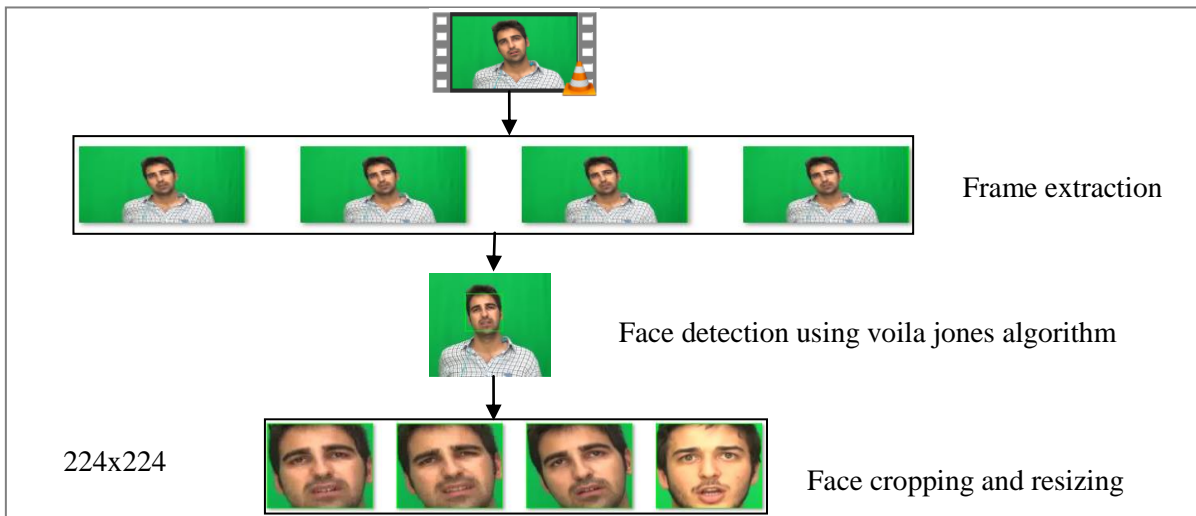 Frame extraction
Face detection using voila jones algorithm
224x224
Face cropping and resizing